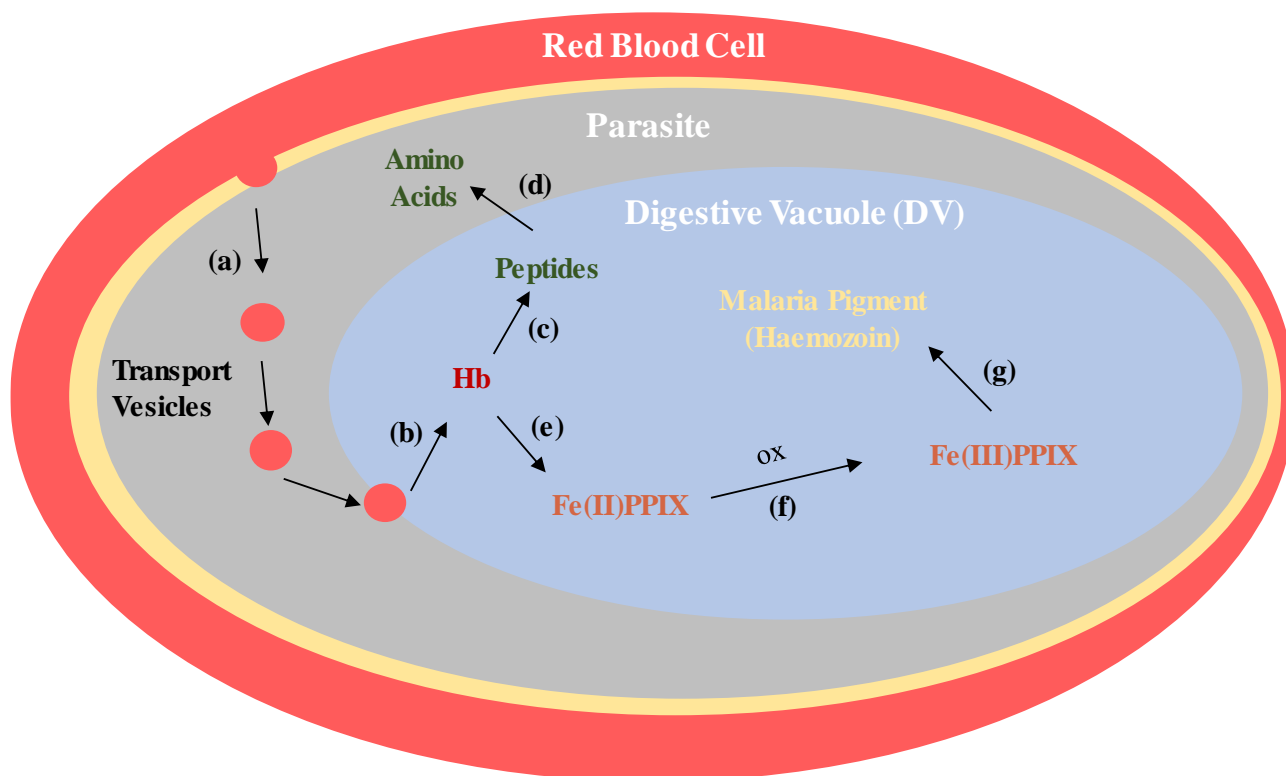 Red Blood Cell
Parasite
Amino
Acids
(d)
Digestive Vacuole (DV)
(a)
Peptides
Malaria Pigment
(Haemozoin)
(c)
Transport
Vesicles
Hb
(g)
(b)
(e)
ox
Fe(III)PPIX
Fe(II)PPIX
(f)